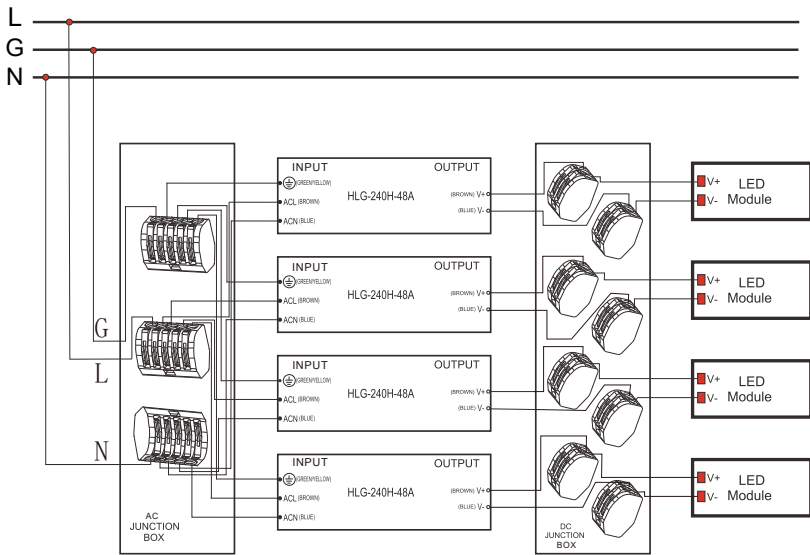 L
G
N
INPUT OUTPUT
(GREEN/YELLOW)
HLG-240H-48A
ACL (BROWN)
ACN (BLUE)
(BROWN) V+
(BLUE) V-
V+ LED
V- Module
INPUT OUTPUT
(GREEN/YELLOW)
HLG-240H-48A
ACL (BROWN)
ACN (BLUE)
(BROWN) V+
(BLUE) V-
V+ LED
V- Module
G
L
INPUT OUTPUT
(GREEN/YELLOW)
HLG-240H-48A
ACL (BROWN)
ACN (BLUE)
(BROWN) V+
(BLUE) V-
V+ LED
V- Module
N
INPUT OUTPUT
(GREEN/YELLOW)
HLG-240H-48A
ACL (BROWN)
ACN (BLUE)
(BROWN) V+
(BLUE) V-
V+ LED
V- Module
AC
JUNCTION
BOX
DC
JUNCTION
BOX